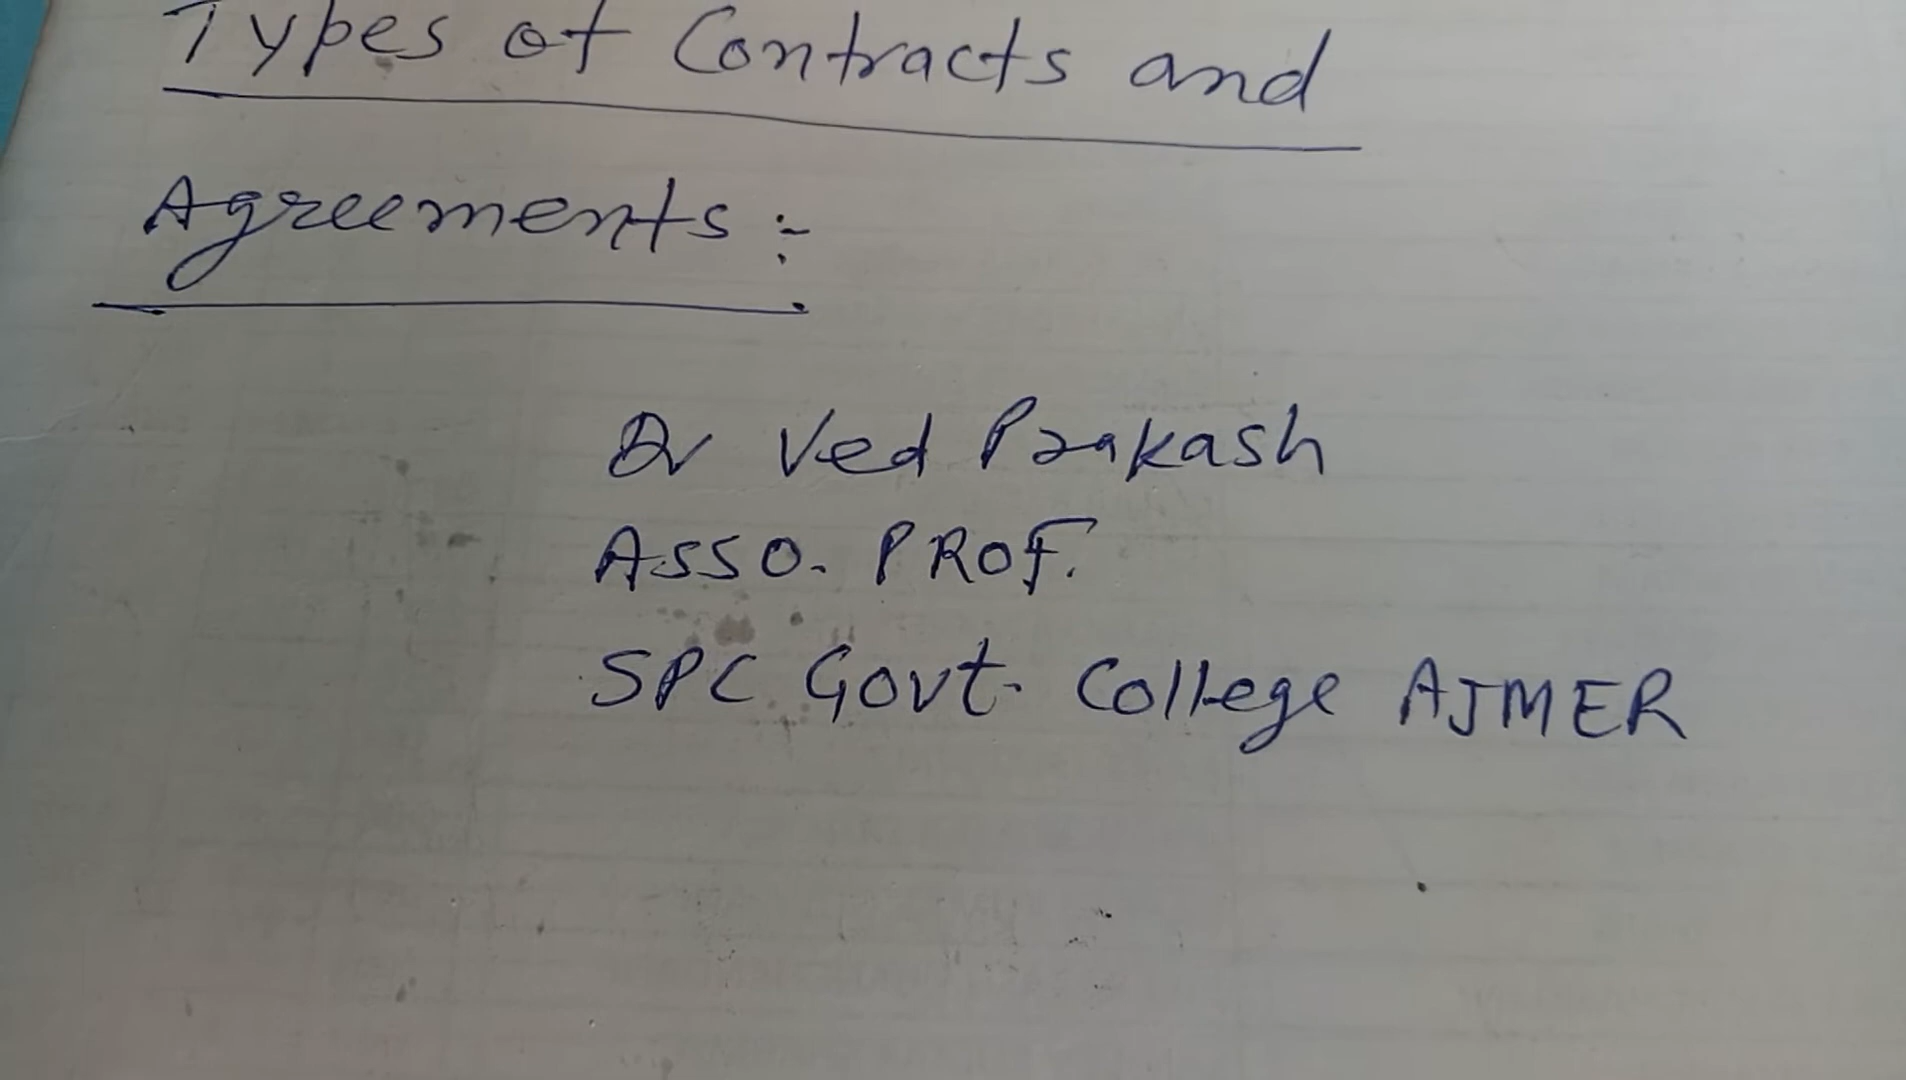 Types of Contracts and
Agreements :-
Dr Ved Prakash
ASSO. PROF.
SPC Govt. College AJMER